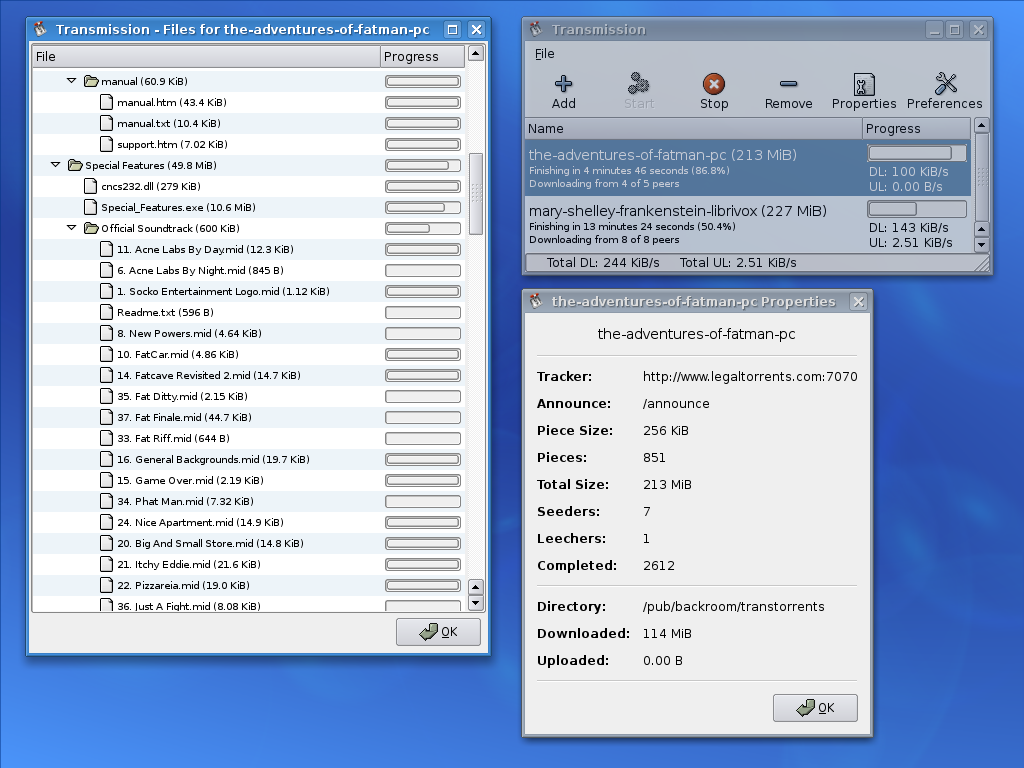 Transmission - Files for the-adventures-of-fatman-pc
File Progress
manual (60.9 KiB)
manual.htm (43.4 KiB)
manual.txt (10.4 KiB)
support.htm (7.02 KiB)
Special Features (49.8 MiB)
cncs232.dll (279 KiB)
Special_Features.exe (10.6 MiB)
Official Soundtrack (600 KiB)
11. Acne Labs By Day.mid (12.3 KiB)
6. Acne Labs By Night.mid (845 B)
1. Socko Entertainment Logo.mid (1.12 KiB)
Readme.txt (596 B)
8. New Powers.mid (4.64 KiB)
10. FatCar.mid (4.86 KiB)
14. Fatcave Revisited 2.mid (14.7 KiB)
35. Fat Ditty.mid (2.15 KiB)
37. Fat Finale.mid (44.7 KiB)
33. Fat Riff.mid (644 B)
16. General Backgrounds.mid (19.7 KiB)
15. Game Over.mid (2.19 KiB)
34. Phat Man.mid (7.32 KiB)
24. Nice Apartment.mid (14.9 KiB)
20. Big And Small Store.mid (14.8 KiB)
21. Itchy Eddie.mid (21.6 KiB)
22. Pizzareia.mid (19.0 KiB)
36. Just A Fight.mid (8.08 KiB)
OK
Transmission
File
Add Start Stop Remove Properties Preferences
Name Progress
the-adventures-of-fatman-pc (213 MiB)
Finishing in 4 minutes 46 seconds (86.8%)
Downloading from 4 of 5 peers
DL: 100 KiB/s
UL: 0.00 B/s
mary-shelley-frankenstein-librivox (227 MiB)
Finishing in 13 minutes 24 seconds (50.4%)
Downloading from 8 of 8 peers
DL: 143 KiB/s
UL: 2.51 KiB/s
Total DL: 244 KiB/s Total UL: 2.51 KiB/s
the-adventures-of-fatman-pc Properties
the-adventures-of-fatman-pc
Tracker: http://www.legaltorrents.com:7070
Announce: /announce
Piece Size: 256 KiB
Pieces: 851
Total Size: 213 MiB
Seeders: 7
Leechers: 1
Completed: 2612
Directory: /pub/backroom/transtorrents
Downloaded: 114 MiB
Uploaded: 0.00 B
OK